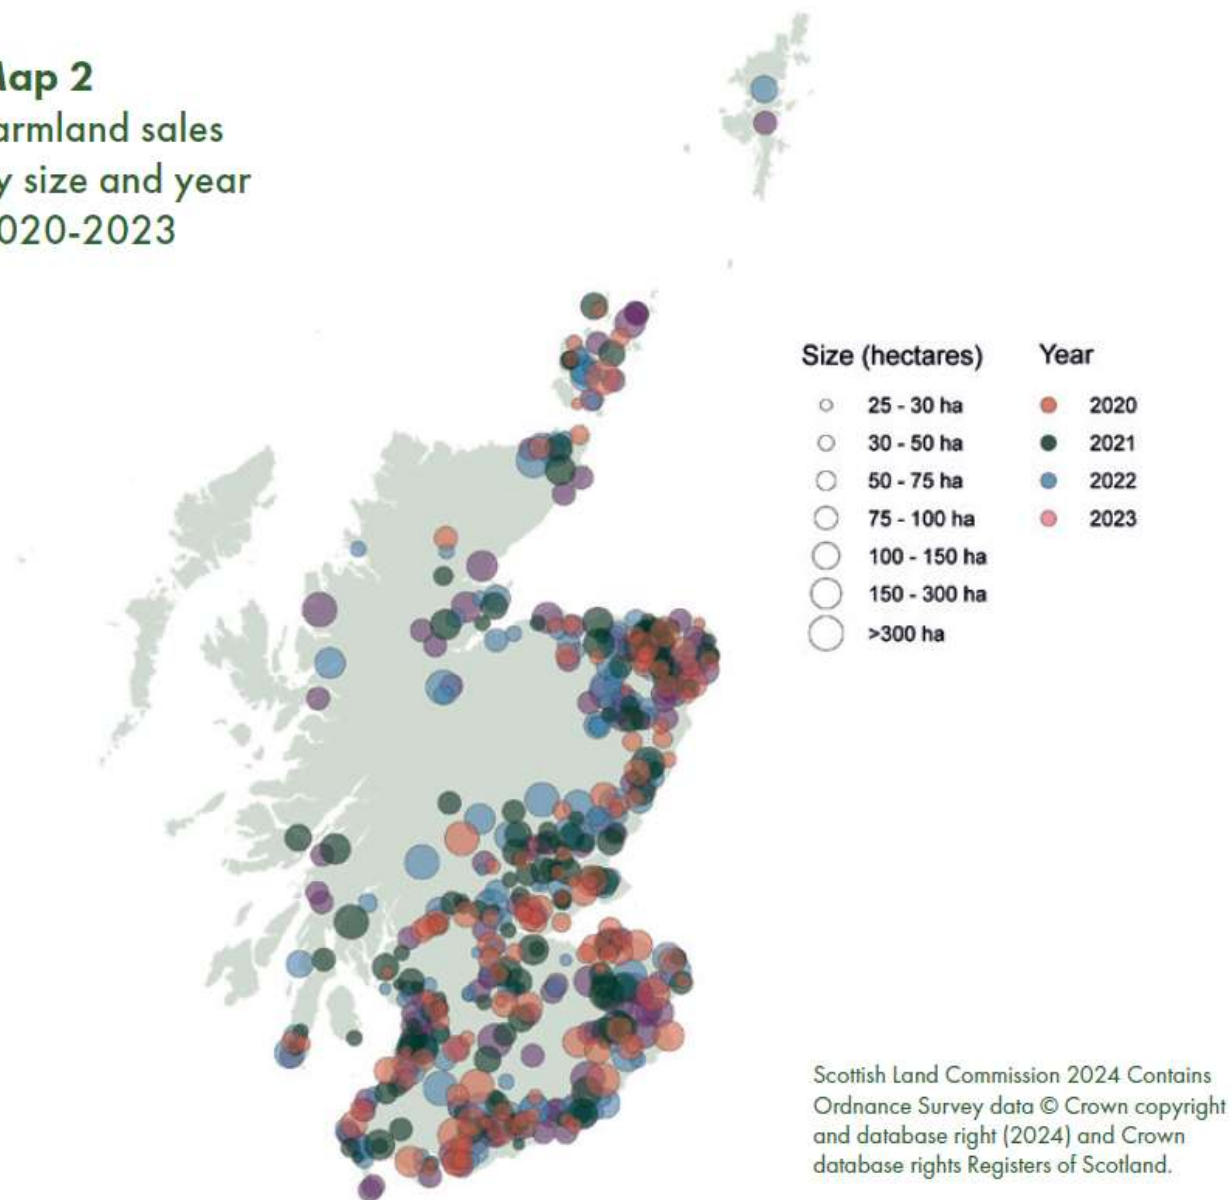 Map 2
armland sales
y size and year
020-2023
Size (hectares)
25 - 30 ha
30 - 50 ha
50 - 75 ha
75 - 100 ha
100 - 150 ha
150 - 300 ha
>300 ha
Year
2020
2021
2022
2023
Scottish Land Commission 2024 Contains
Ordnance Survey data © Crown copyright
and database right (2024) and Crown
database rights Registers of Scotland.